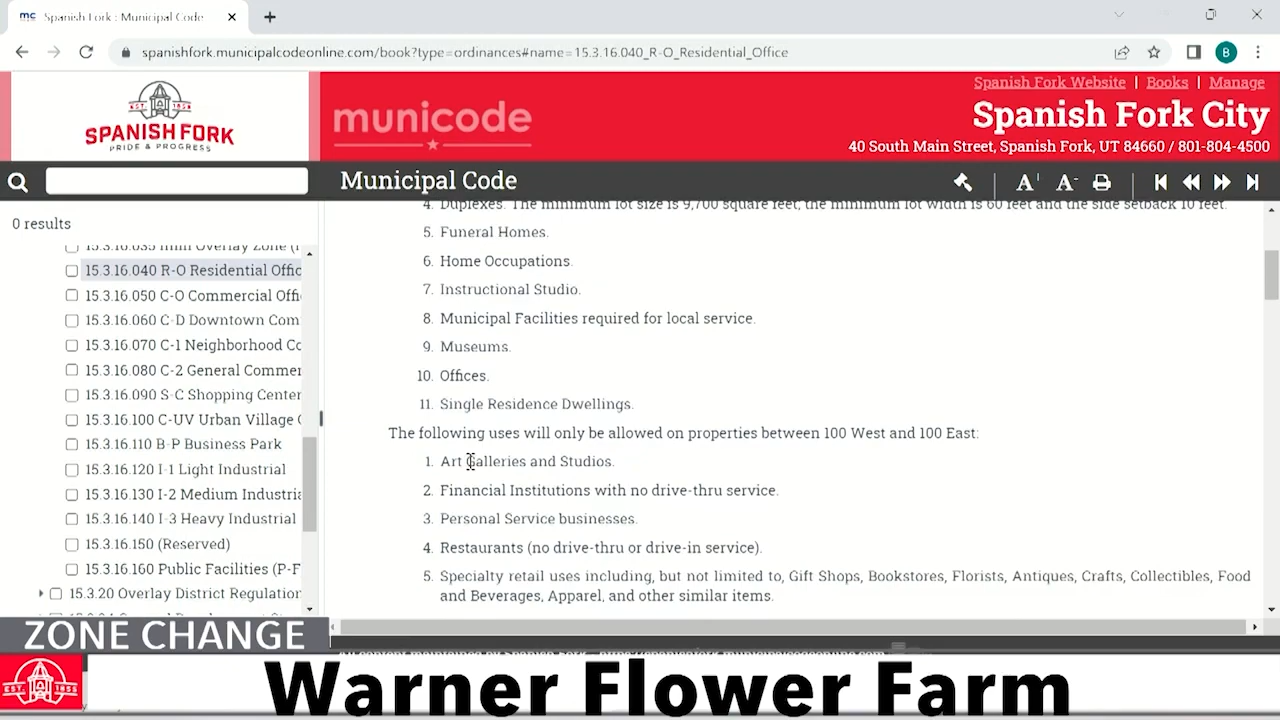 mc Spanish Fork : Municipal Code
spanishfork.municipalcodeonline.com/book?type=ordinances#name=15.3.16.040_R-O_Residential_Office
B
EST. 1855
SPANISH FORK
PRIDE & PROGRESS
municode
Spanish Fork Website | Books | Manage
Spanish Fork City
40 South Main Street, Spanish Fork, UT 84660 / 801-804-4500
Municipal Code
0 results
15.3.16.040 R-O Residential Offic
15.3.16.050 C-O Commercial Offi
15.3.16.060 C-D Downtown Com
15.3.16.070 C-1 Neighborhood Co
15.3.16.080 C-2 General Commer
15.3.16.090 S-C Shopping Center
15.3.16.100 C-UV Urban Village C
15.3.16.110 B-P Business Park
15.3.16.120 I-1 Light Industrial
15.3.16.130 I-2 Medium Industria
15.3.16.140 I-3 Heavy Industrial
15.3.16.150 (Reserved)
15.3.16.160 Public Facilities (P-F
15.3.20 Overlay District Regulation
4. Duplexes. The minimum lot size is 9,700 square feet, the minimum lot width is 60 feet and the side setback 10 feet.
5. Funeral Homes.
6. Home Occupations.
7. Instructional Studio.
8. Municipal Facilities required for local service.
9. Museums.
10. Offices.
11. Single Residence Dwellings.
The following uses will only be allowed on properties between 100 West and 100 East:
1. Art Galleries and Studios.
2. Financial Institutions with no drive-thru service.
3. Personal Service businesses.
4. Restaurants (no drive-thru or drive-in service).
5. Specialty retail uses including, but not limited to, Gift Shops, Bookstores, Florists, Antiques, Crafts, Collectibles, Food
and Beverages, Apparel, and other similar items.
ZONE CHANGE
EST. 1855
Warner Flower Farm